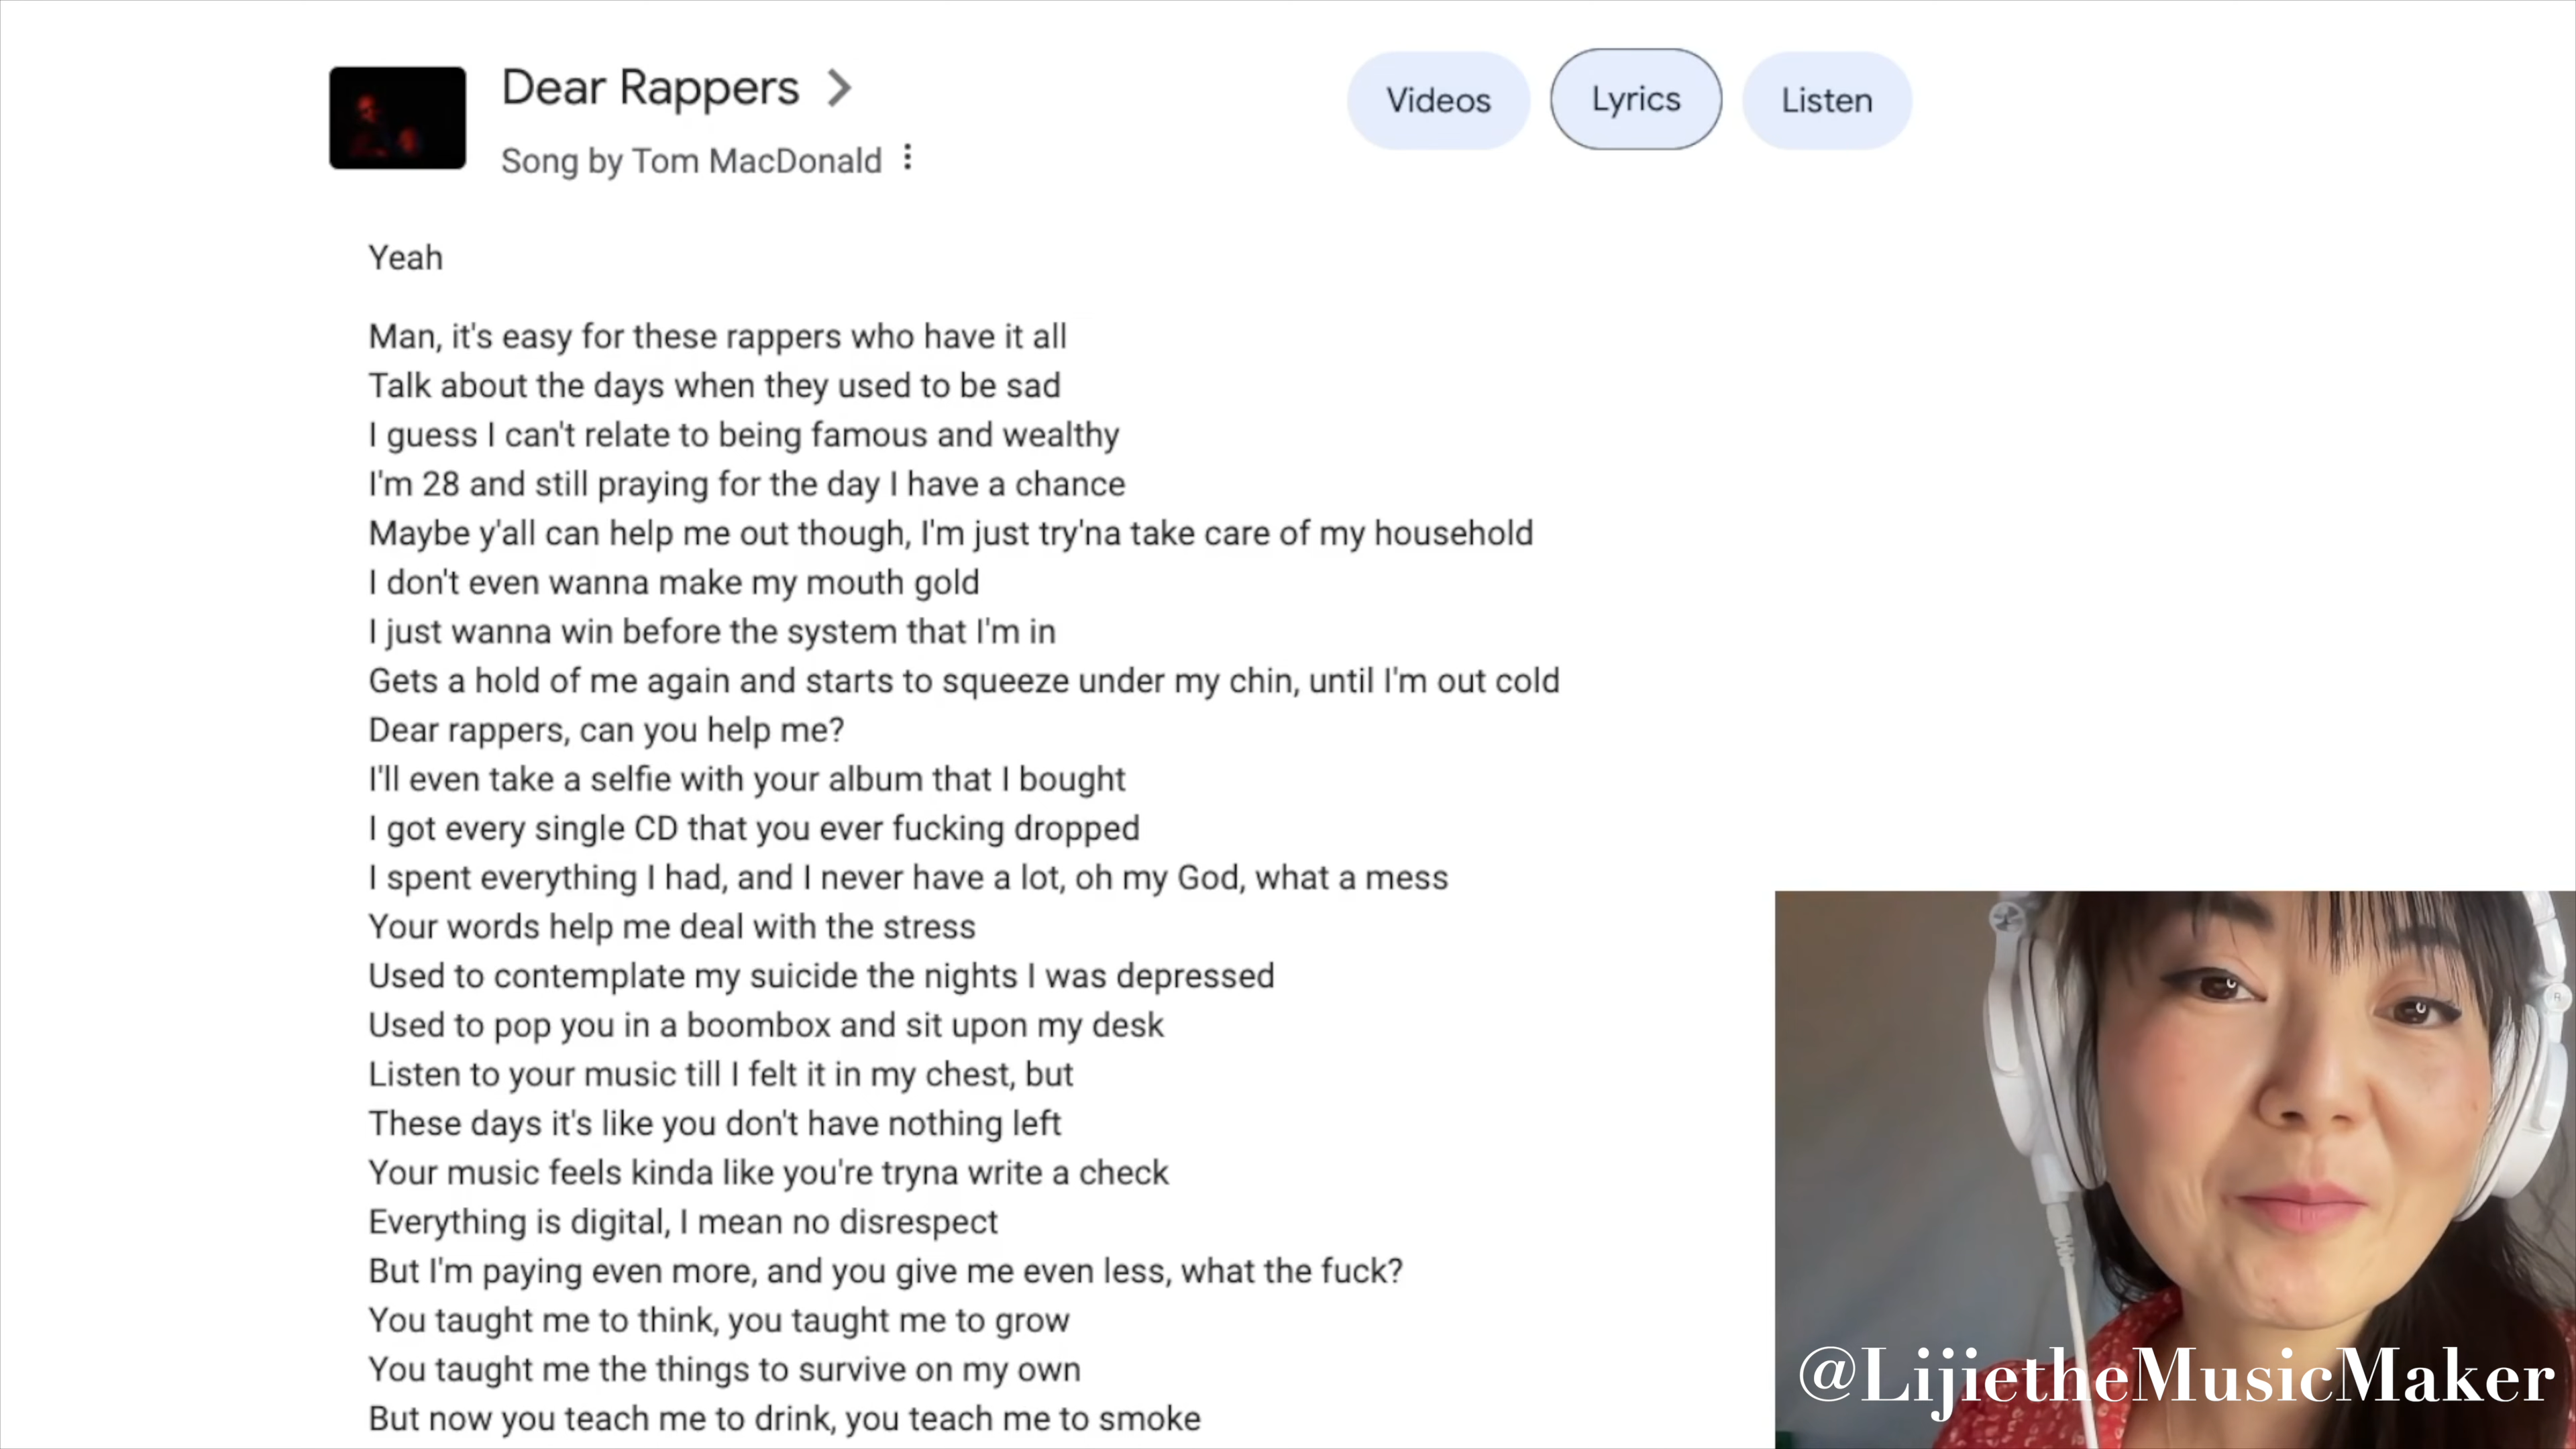 Dear Rappers
Song by Tom MacDonald
Videos
Lyrics
Listen
Yeah
Man, it's easy for these rappers who have it all
Talk about the days when they used to be sad
I guess I can't relate to being famous and wealthy
I'm 28 and still praying for the day I have a chance
Maybe y'all can help me out though, I'm just try'na take care of my household
I don't even wanna make my mouth gold
I just wanna win before the system that I'm in
Gets a hold of me again and starts to squeeze under my chin, until I'm out cold
Dear rappers, can you help me?
I'll even take a selfie with your album that I bought
I got every single CD that you ever fucking dropped
I spent everything I had, and I never have a lot, oh my God, what a mess
Your words help me deal with the stress
Used to contemplate my suicide the nights I was depressed
Used to pop you in a boombox and sit upon my desk
Listen to your music till I felt it in my chest, but
These days it's like you don't have nothing left
Your music feels kinda like you're tryna write a check
Everything is digital, I mean no disrespect
But I'm paying even more, and you give me even less, what the fuck?
You taught me to think, you taught me to grow
You taught me the things to survive on my own
But now you teach me to drink, you teach me to smoke
R
@LijietheMusicMaker